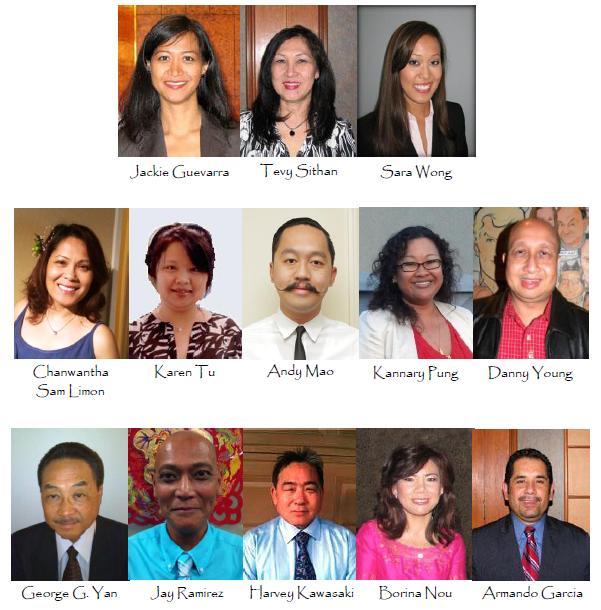 Jackie Guevarra Tevy Sithan Sara Wong
Chanwantha Sam Limon Karen Tu Andy Mao Kannary Pung Danny Young
George G. Yan Jay Ramirez Harvey Kawasaki Borina Nou Armando Garcia